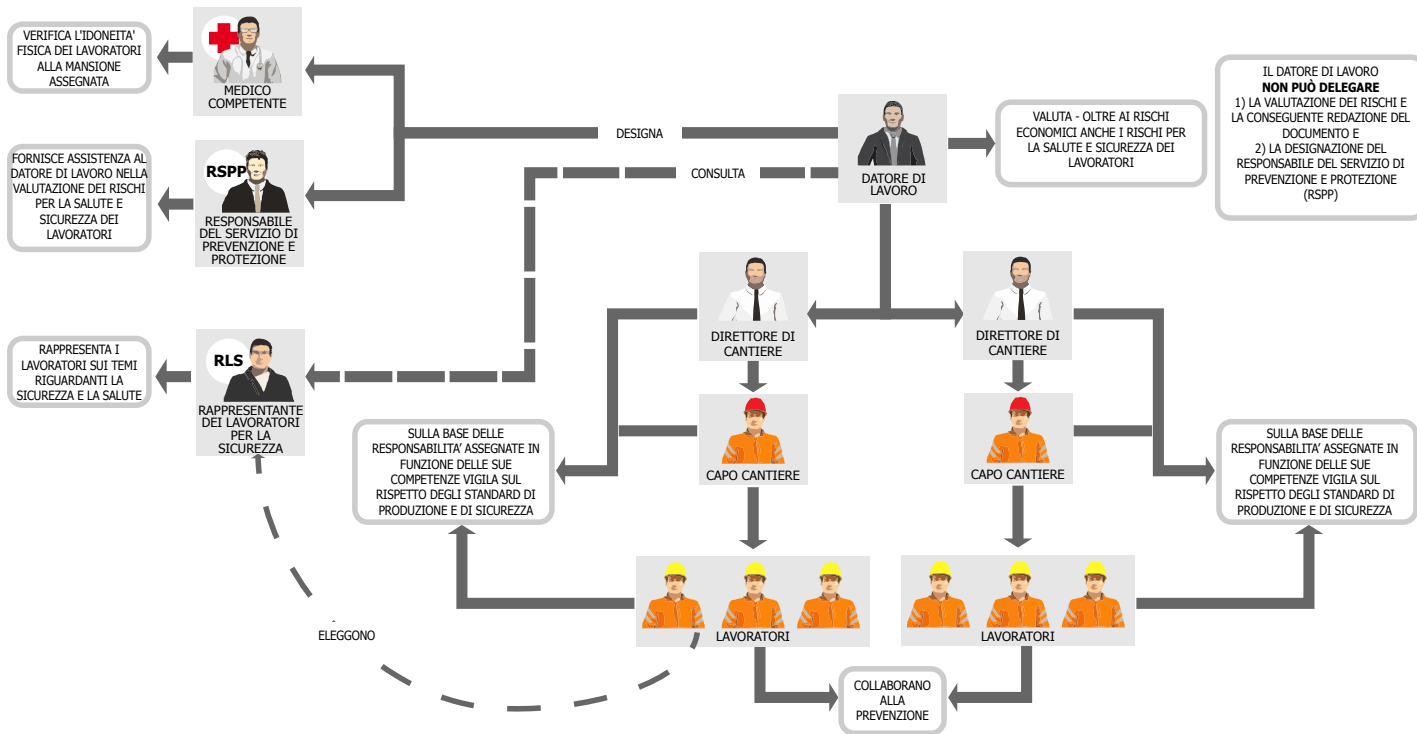 VERIFICA L'IDONEITA'
FISICA DEI LAVORATORI
ALLA MANSIONE
ASSEGNATA
MEDICO
COMPETENTE
FORNISCE ASSISTENZA AL
DATORE DI LAVORO NELLA
VALUTAZIONE DEI RISCHI
PER LA SALUTE E
SICUREZZA DEI
LAVORATORI
RSPP
RESPONSABILE
DEL SERVIZIO DI
PREVENZIONE E
PROTEZIONE
RAPPRESENTA I
LAVORATORI SUI TEMI
RIGUARDANTI LA
SICUREZZA E LA SALUTE
RLS
RAPPRESENTANTE
DEI LAVORATORI
PER LA
SICUREZZA
DESIGNA
CONSULTA
DATORE DI
LAVORO
VALUTA - OLTRE AI RISCHI
ECONOMICI ANCHE I RISCHI PER
LA SALUTE E SICUREZZA DEI
LAVORATORI
IL DATORE DI LAVORO
NON PUÒ DELEGARE
1) LA VALUTAZIONE DEI RISCHI E
LA CONSEGUENTE REDAZIONE DEL
DOCUMENTO E
2) LA DESIGNAZIONE DEL
RESPONSABILE DEL SERVIZIO DI
PREVENZIONE E PROTEZIONE
(RSPP)
DIRETTORE DI
CANTIERE
DIRETTORE DI
CANTIERE
SULLA BASE DELLE
RESPONSABILITA' ASSEGNATE IN
FUNZIONE DELLE SUE
COMPETENZE VIGILA SUL
RISPETTO DEGLI STANDARD DI
PRODUZIONE E DI SICUREZZA
CAPO CANTIERE
CAPO CANTIERE
SULLA BASE DELLE
RESPONSABILITA' ASSEGNATE IN
FUNZIONE DELLE SUE
COMPETENZE VIGILA SUL
RISPETTO DEGLI STANDARD DI
PRODUZIONE E DI SICUREZZA
ELEGGONO
LAVORATORI
LAVORATORI
COLLABORANO
ALLA
PREVENZIONE